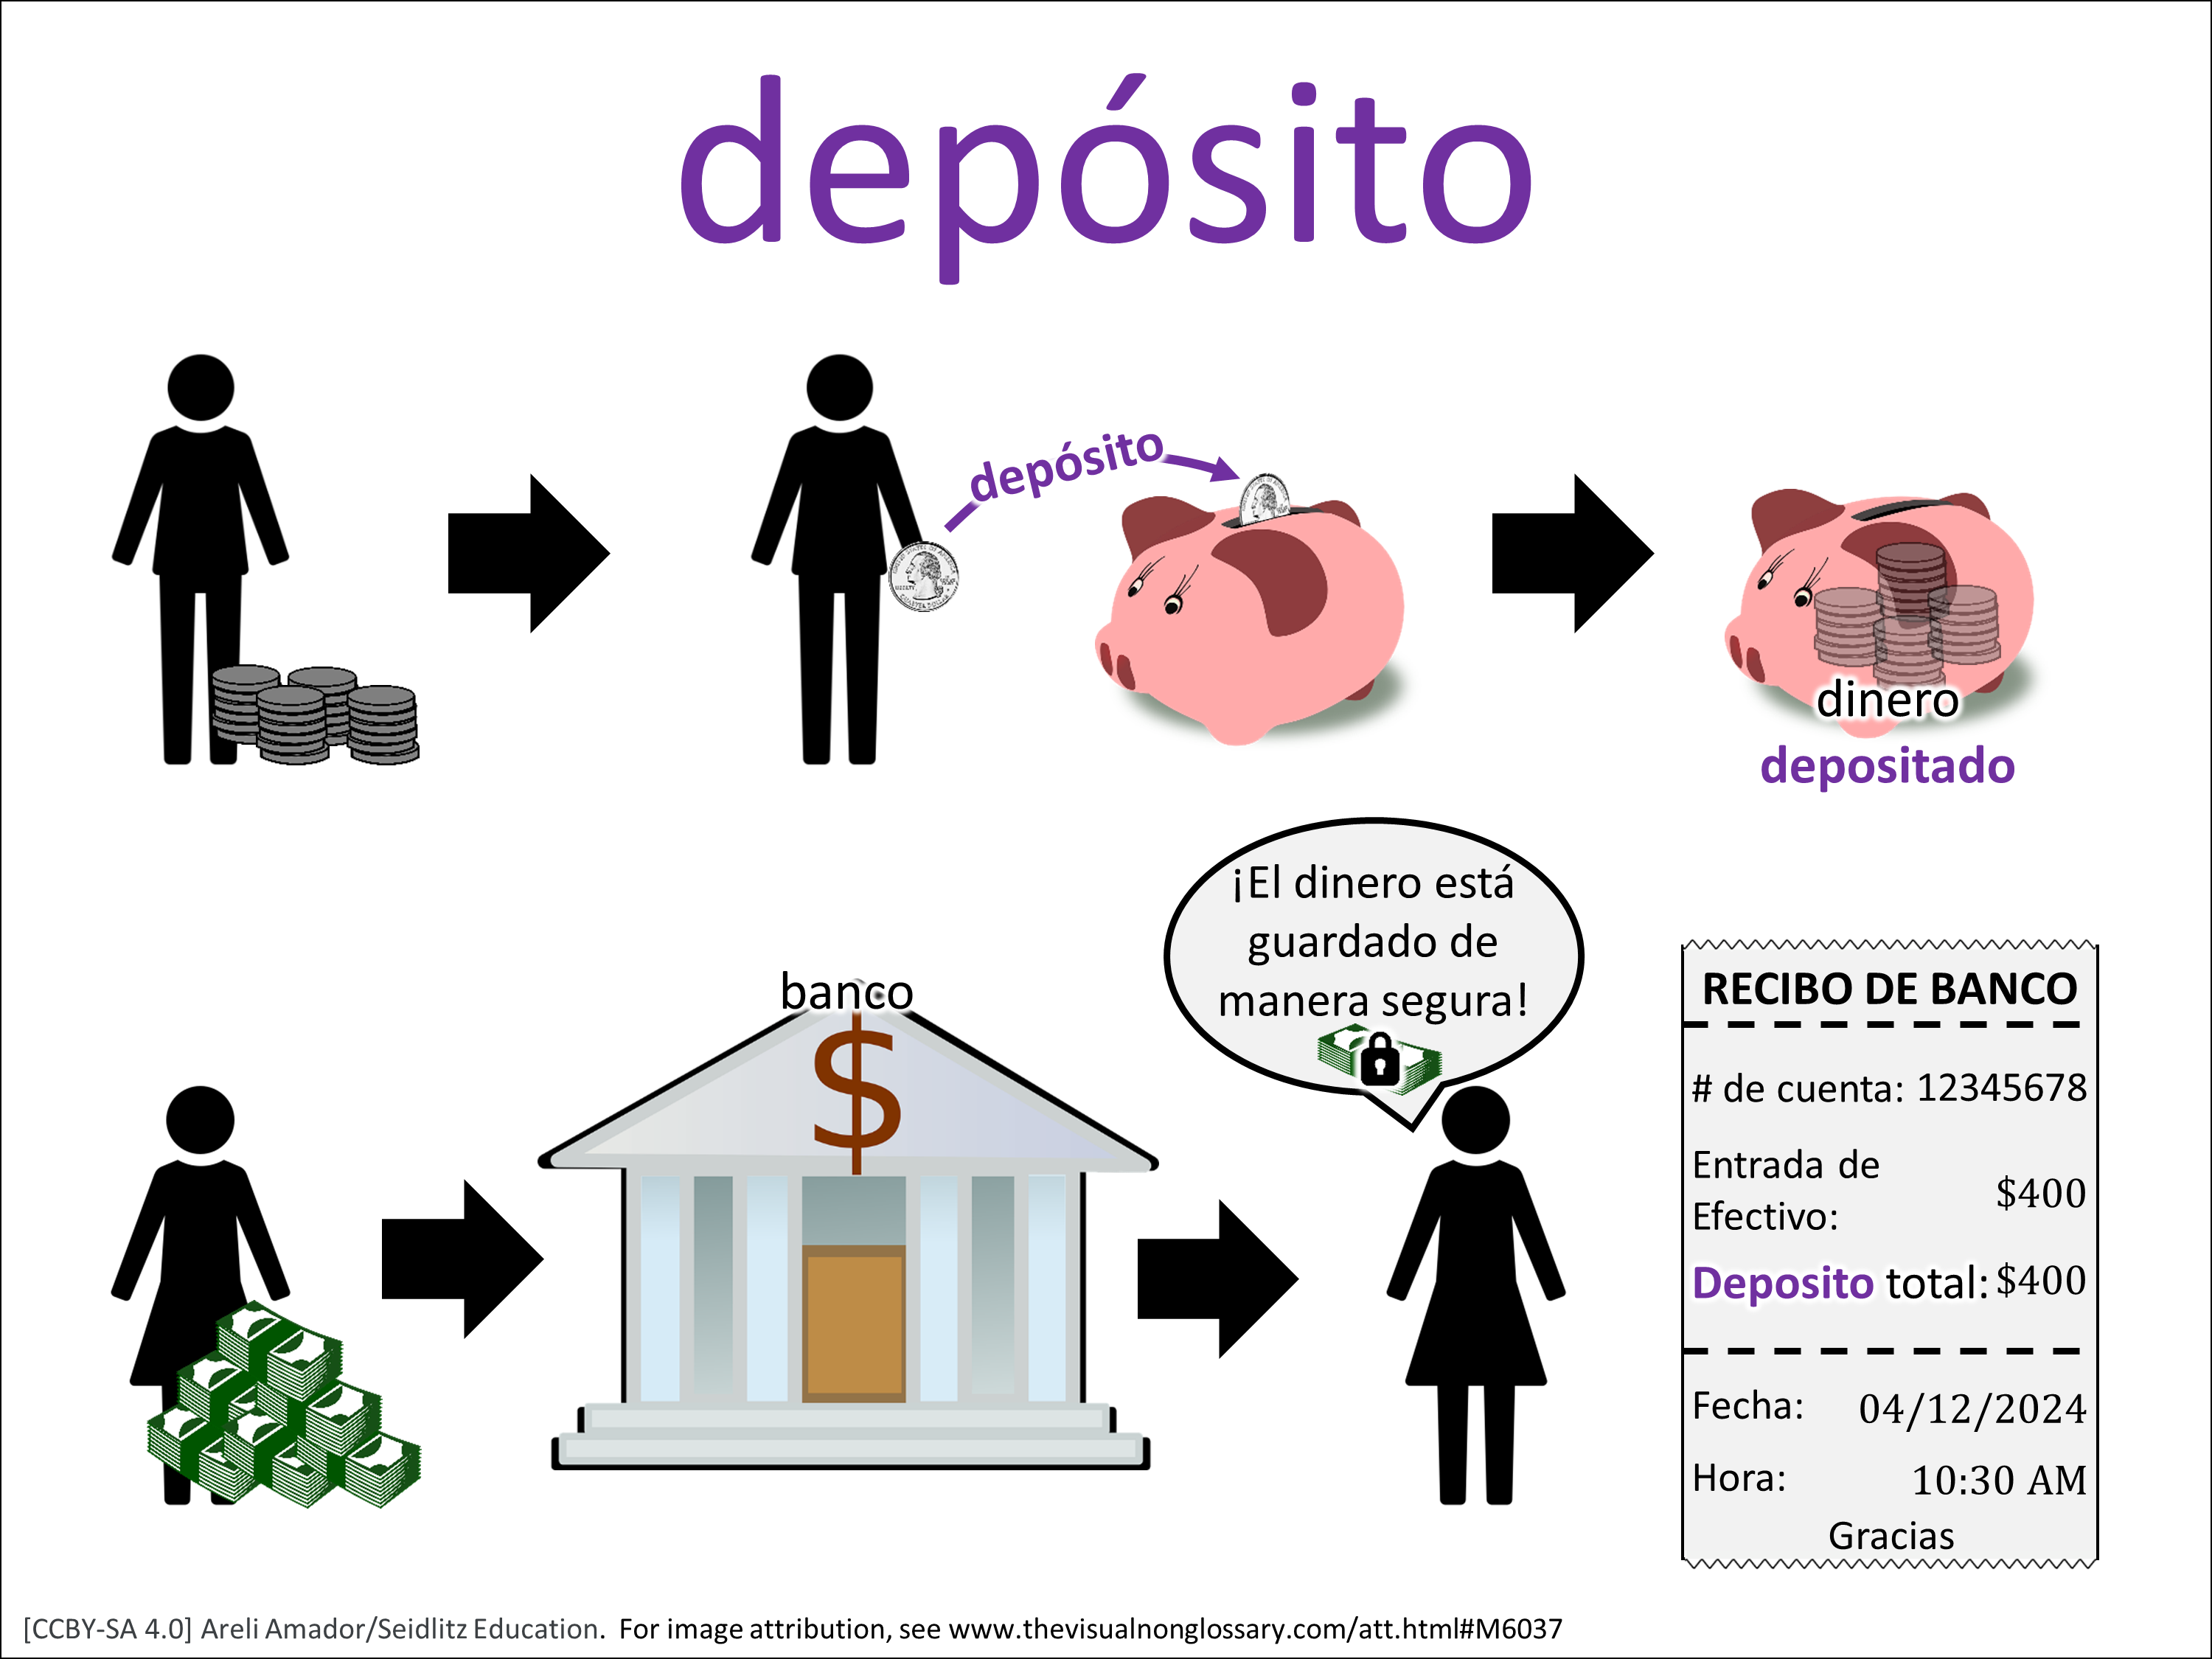 depósito
depósito
dinero
depositado
¡El dinero está
guardado de
manera segura!
banco
$
RECIBO DE BANCO
# de cuenta: 12345678
Entrada de
Efectivo: $400
Deposito total: $400
Fecha: 04/12/2024
Hora: 10:30 AM
Gracias
[CCBY-SA 4.0] Areli Amador/Seidlitz Education. For image attribution, see www.thevisualnonglossary.com/att.html#M6037